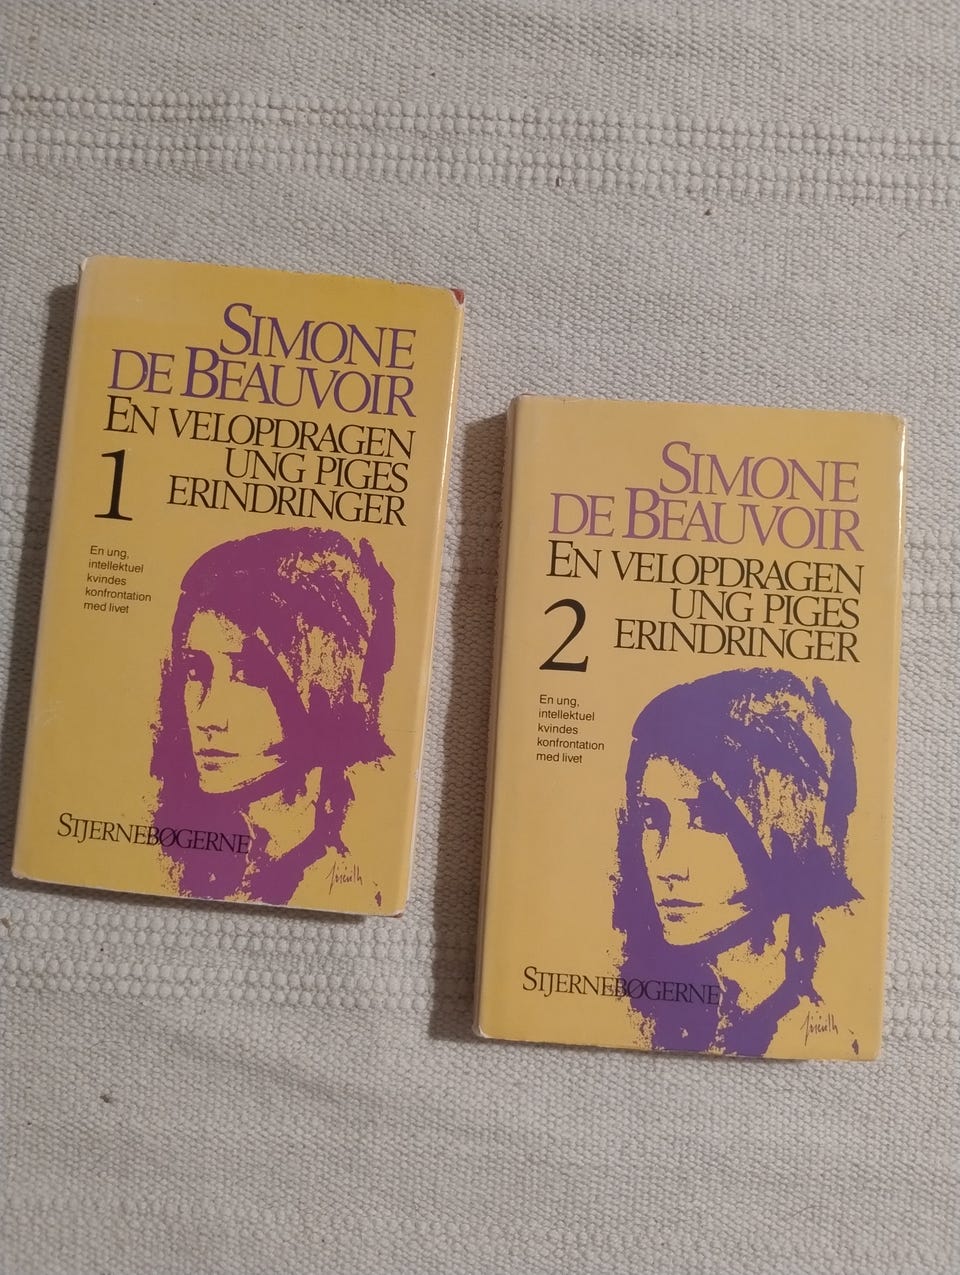 SIMONE
DE BEAUVOIR
EN VELOPDRAGEN
UNG PIGES
ERINDRINGER
1
En ung,
intellektuel
kvindes
konfrontation
med livet
STJERNEBØGERNE
SIMONE
DE BEAUVOIR
EN VELOPDRAGEN
UNG PIGES
ERINDRINGER
2
En ung,
intellektuel
kvindes
konfrontation
med livet
STJERNEBØGERNE